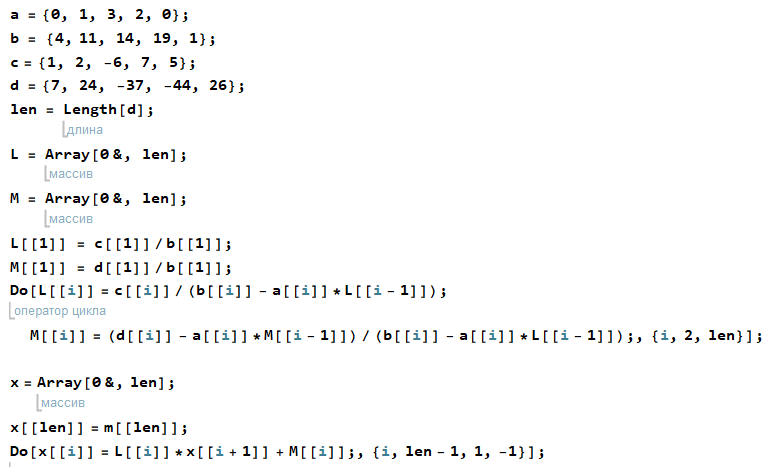 a = {0, 1, 3, 2, 0};
b = {4, 11, 14, 19, 1};
c = {1, 2, -6, 7, 5};
d = {7, 24, -37, -44, 26};
len = Length[d];
длина
L = Array[0 &, len];
массив
M = Array[0 &, len];
массив
L[[1]] = c[[1]] / b[[1]];
M[[1]] = d[[1]] / b[[1]];
Do[L[[i]] = c[[i]] / (b[[i]] - a[[i]] * L[[i - 1]]);
оператор цикла
M[[i]] = (d[[i]] - a[[i]] * M[[i - 1]]) / (b[[i]] - a[[i]] * L[[i - 1]]);, {i, 2, len}];
x = Array[0 &, len];
массив
x[[len]] = m[[len]];
Do[x[[i]] = L[[i]] * x[[i + 1]] + M[[i]];, {i, len - 1, 1, -1}];